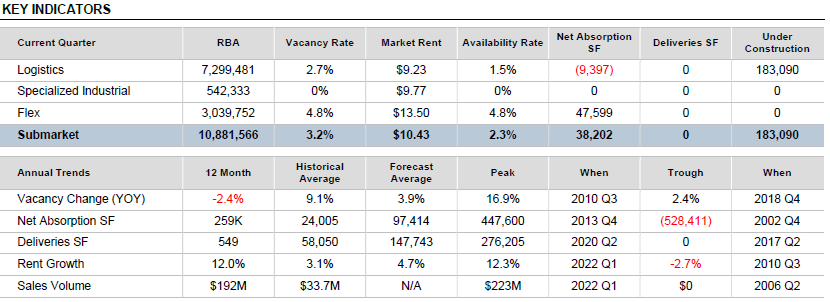 KEY INDICATORS
Current Quarter RBA Vacancy Rate Market Rent Availability Rate Net Absorption SF Deliveries SF Under Construction
Logistics 7,299,481 2.7% $9.23 1.5% (9,397) 0 183,090
Specialized Industrial 542,333 0% $9.77 0% 0 0 0
Flex 3,039,752 4.8% $13.50 4.8% 47,599 0 0
Submarket 10,881,566 3.2% $10.43 2.3% 38,202 0 183,090
Annual Trends 12 Month Historical Average Forecast Average Peak When Trough When
Vacancy Change (YOY) -2.4% 9.1% 3.9% 16.9% 2010 Q3 2.4% 2018 Q4
Net Absorption SF 259K 24,005 97,414 447,600 2013 Q4 (528,411) 2002 Q4
Deliveries SF 549 58,050 147,743 276,205 2020 Q2 0 2017 Q2
Rent Growth 12.0% 3.1% 4.7% 12.3% 2022 Q1 -2.7% 2010 Q3
Sales Volume $192M $33.7M N/A $223M 2022 Q1 $0 2006 Q2